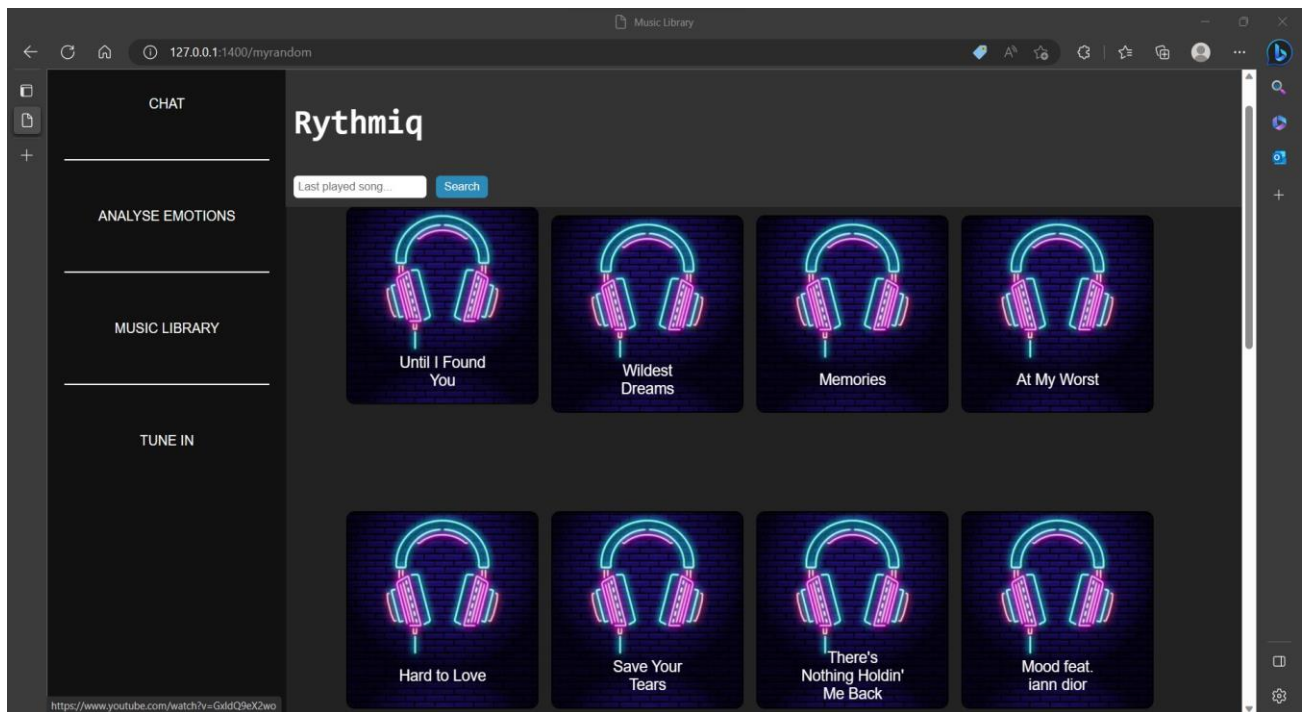 Music Library
127.0.0.1:1400/myrandom
CHAT
ANALYSE EMOTIONS
MUSIC LIBRARY
TUNE IN
Rythmiq
Last played song...
Search
Until I Found
You
Wildest
Dreams
Memories
At My Worst
Hard to Love
Save Your
Tears
There's
Nothing Holdin'
Me Back
Mood feat.
iann dior
https://www.youtube.com/watch?v=GxldQ9eX2wo